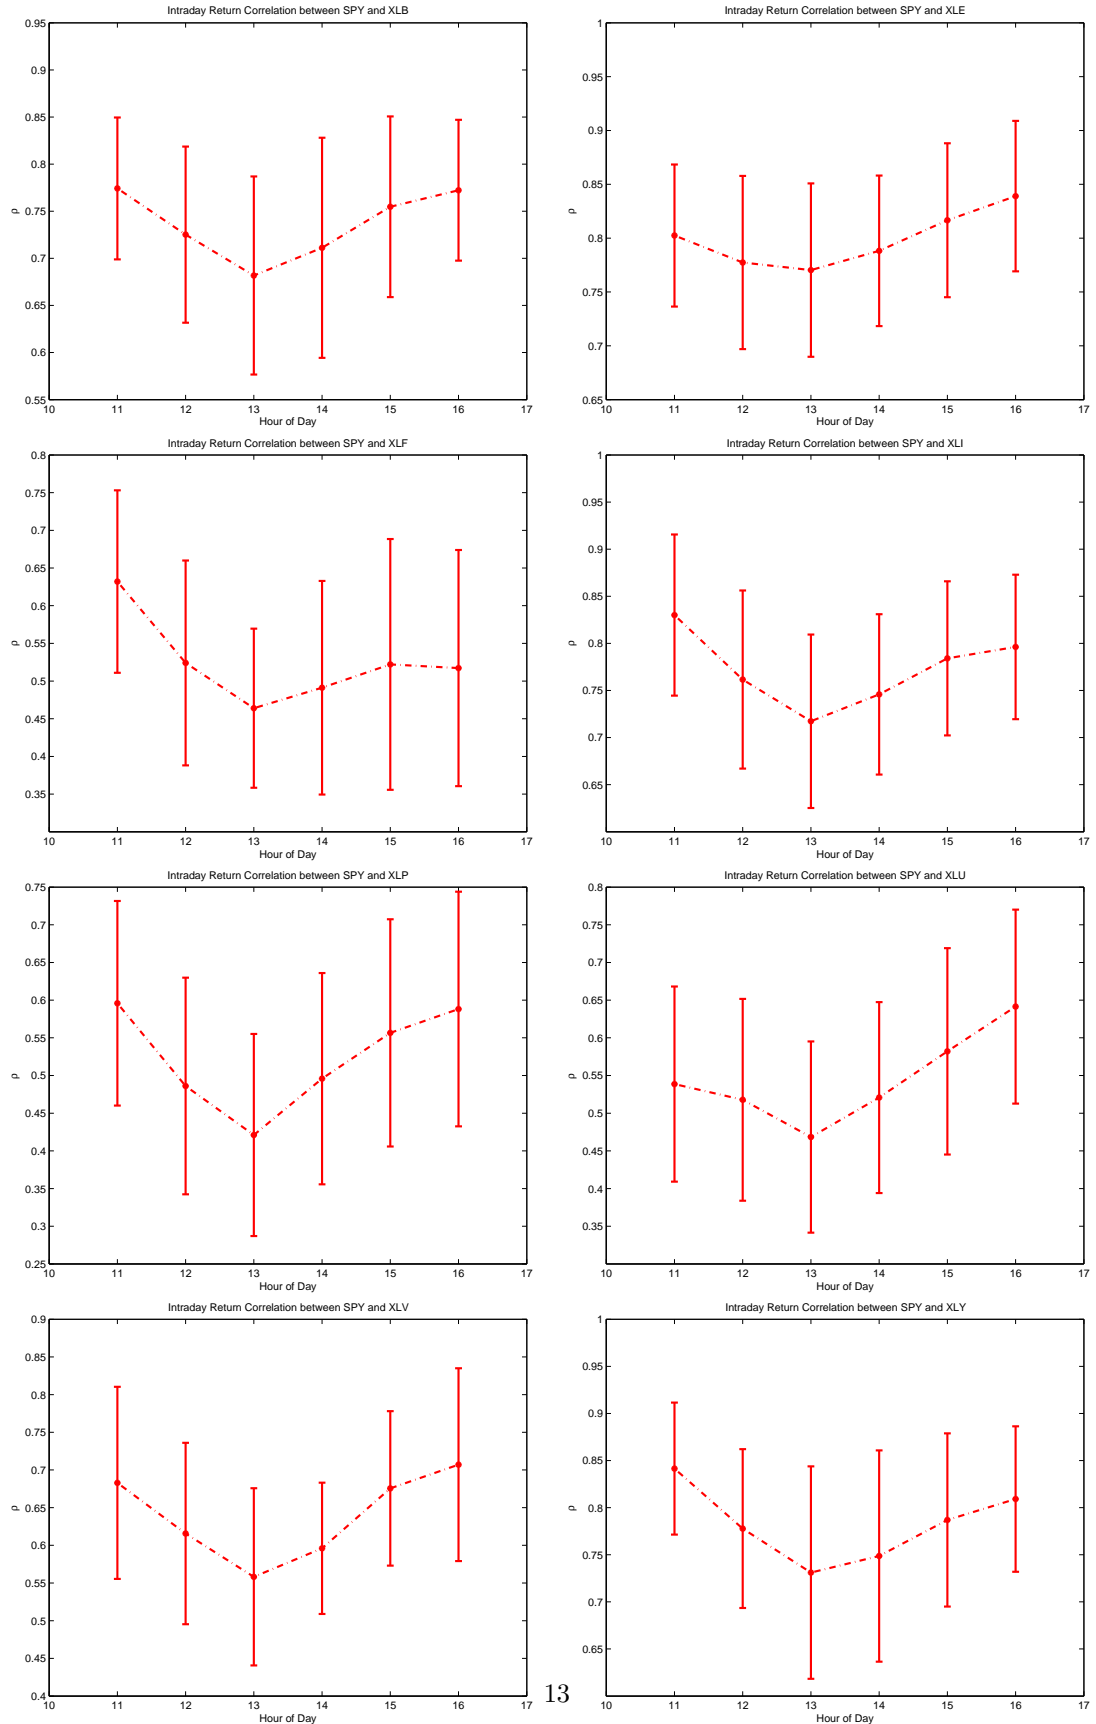 Intraday Return Correlation between SPY and XLB
0.95
0.9
0.85
0.8
0.75
0.7
0.65
0.6
0.55
ρ
10 11 12 13 14 15 16 17
Hour of Day
Intraday Return Correlation between SPY and XLE
1
0.95
0.9
0.85
0.8
0.75
0.7
0.65
ρ
10 11 12 13 14 15 16 17
Hour of Day
Intraday Return Correlation between SPY and XLF
0.8
0.75
0.7
0.65
0.6
0.55
0.5
0.45
0.4
0.35
ρ
10 11 12 13 14 15 16 17
Hour of Day
Intraday Return Correlation between SPY and XLI
1
0.95
0.9
0.85
0.8
0.75
0.7
0.65
ρ
10 11 12 13 14 15 16 17
Hour of Day
Intraday Return Correlation between SPY and XLP
0.75
0.7
0.65
0.6
0.55
0.5
0.45
0.4
0.35
0.3
0.25
ρ
10 11 12 13 14 15 16 17
Hour of Day
Intraday Return Correlation between SPY and XLU
0.8
0.75
0.7
0.65
0.6
0.55
0.5
0.45
0.4
0.35
ρ
10 11 12 13 14 15 16 17
Hour of Day
Intraday Return Correlation between SPY and XLV
0.9
0.85
0.8
0.75
0.7
0.65
0.6
0.55
0.5
0.45
0.4
ρ
10 11 12 13 14 15 16 17
Hour of Day
Intraday Return Correlation between SPY and XLY
1
0.95
0.9
0.85
0.8
0.75
0.7
0.65
ρ
10 11 12 13 14 15 16 17
Hour of Day
13